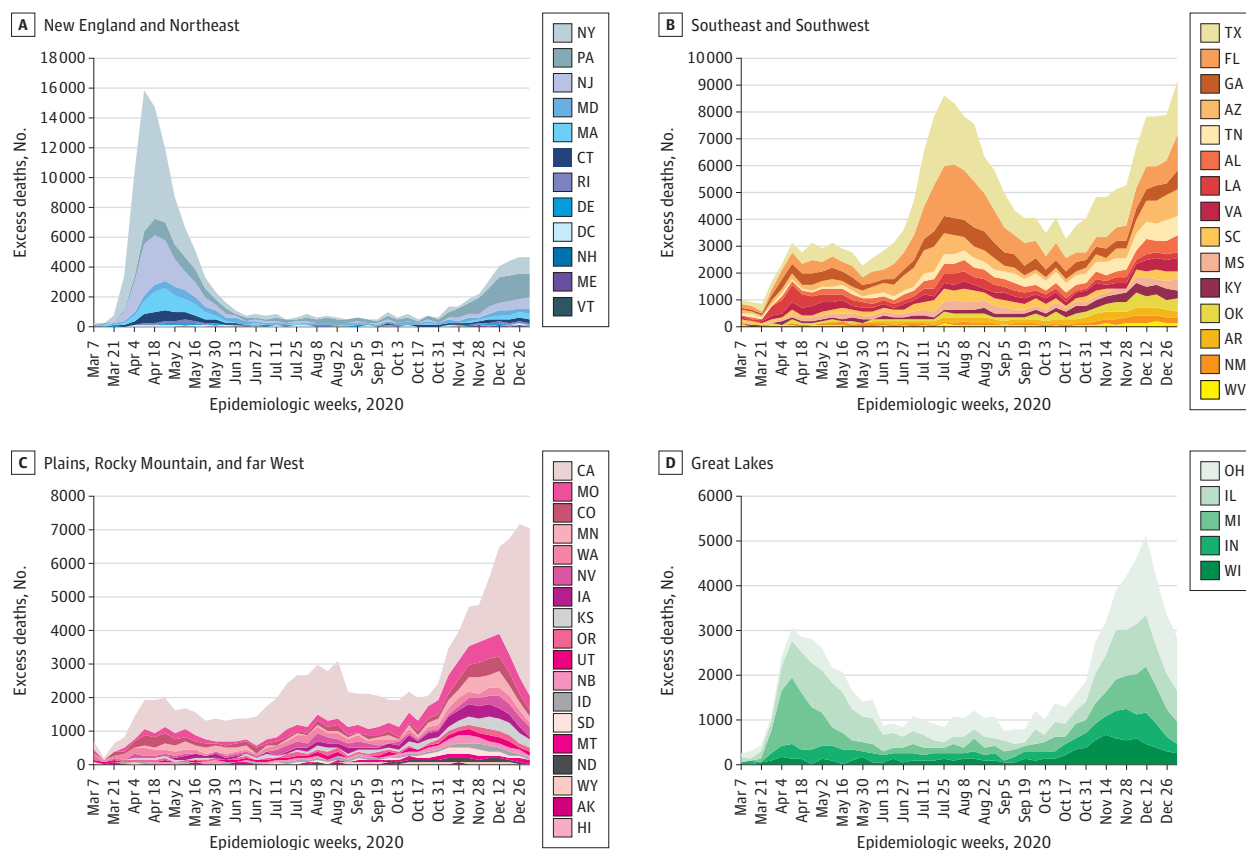 A New England and Northeast
18 000
16 000
14 000
12 000
10 000
8000
6000
4000
2000
0
Excess deaths, No.
Mar 7
Mar 21
Apr 4
Apr 18
May 2
May 16
May 30
Jun 13
Jun 27
Jul 11
Jul 25
Aug 8
Aug 22
Sep 5
Sep 19
Oct 3
Oct 17
Oct 31
Nov 14
Nov 28
Dec 12
Dec 26
Epidemiologic weeks, 2020
NY
PA
NJ
MD
MA
CT
RI
DE
DC
NH
ME
VT
B Southeast and Southwest
10 000
9000
8000
7000
6000
5000
4000
3000
2000
1000
0
Excess deaths, No.
Mar 7
Mar 21
Apr 4
Apr 18
May 2
May 16
May 30
Jun 13
Jun 27
Jul 11
Jul 25
Aug 8
Aug 22
Sep 5
Sep 19
Oct 3
Oct 17
Oct 31
Nov 14
Nov 28
Dec 12
Dec 26
Epidemiologic weeks, 2020
TX
FL
GA
AZ
TN
AL
LA
VA
SC
MS
KY
OK
AR
NM
WV
C Plains, Rocky Mountain, and far West
8000
7000
6000
5000
4000
3000
2000
1000
0
Excess deaths, No.
Mar 7
Mar 21
Apr 4
Apr 18
May 2
May 16
May 30
Jun 13
Jun 27
Jul 11
Jul 25
Aug 8
Aug 22
Sep 5
Sep 19
Oct 3
Oct 17
Oct 31
Nov 14
Nov 28
Dec 12
Dec 26
Epidemiologic weeks, 2020
CA
MO
CO
MN
WA
NV
IA
KS
OR
UT
NB
ID
SD
MT
ND
WY
AK
HI
D Great Lakes
6000
5000
4000
3000
2000
1000
0
Excess deaths, No.
Mar 7
Mar 21
Apr 4
Apr 18
May 2
May 16
May 30
Jun 13
Jun 27
Jul 11
Jul 25
Aug 8
Aug 22
Sep 5
Sep 19
Oct 3
Oct 17
Oct 31
Nov 14
Nov 28
Dec 12
Dec 26
Epidemiologic weeks, 2020
OH
IL
MI
IN
WI